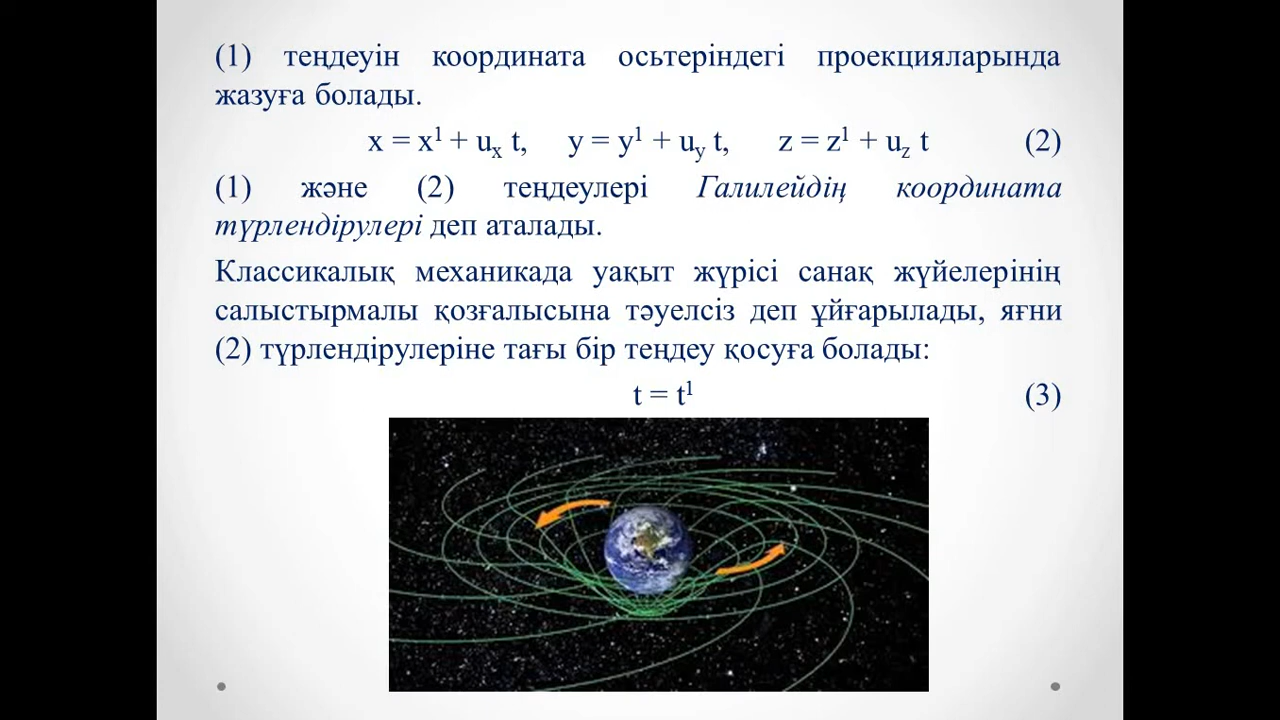 (1) теңдеуін координата осьтеріндегі проекцияларында
жазуға болады.
x = x¹ + uₓ t, y = y¹ + u_y t, z = z¹ + u_z t (2)
(1) және (2) теңдеулері Галилейдің координата
түрлендірулері деп аталады.
Классикалық механикада уақыт жүрісі санақ жүйелерінің
салыстырмалы қозғалысына тәуелсіз деп ұйғарылады, яғни
(2) түрлендірулеріне тағы бір теңдеу қосуға болады:
t = t¹ (3)